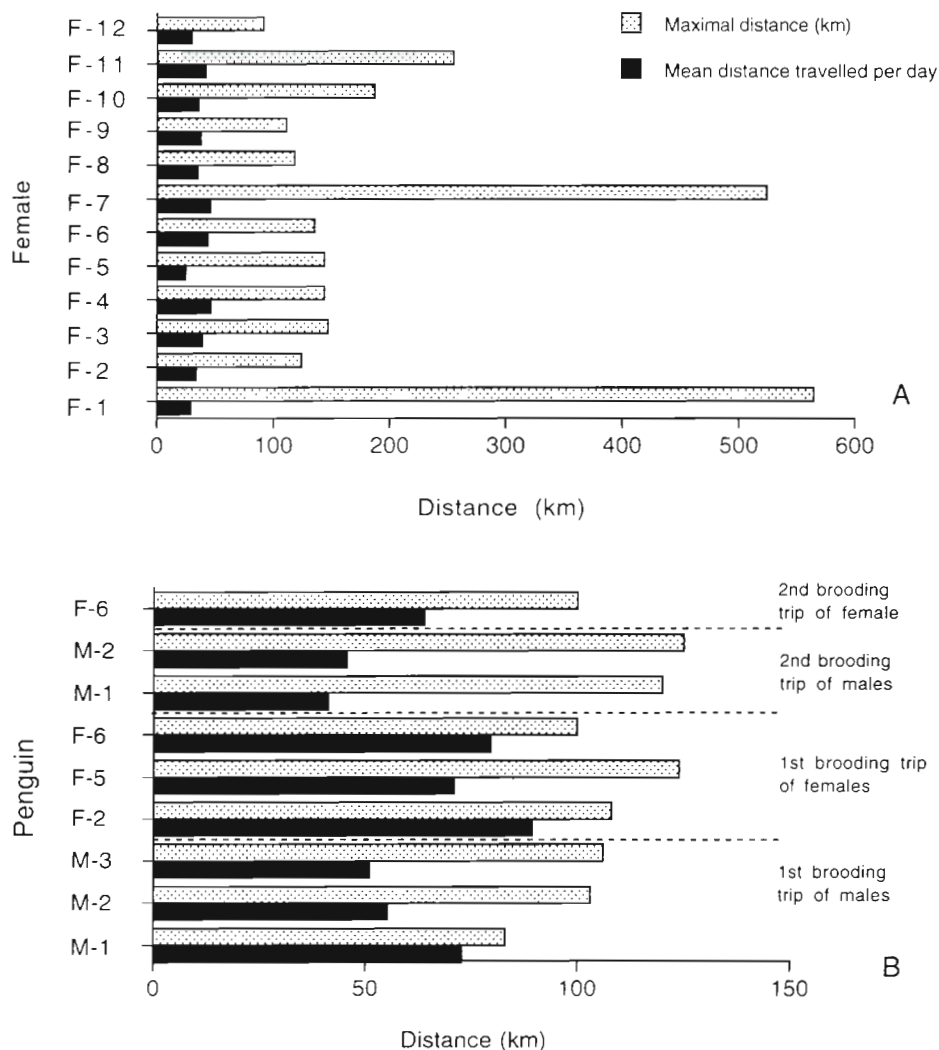 Maximal distance (km)
Mean distance travelled per day
F-12
F-11
F-10
F-9
F-8
F-7
F-6
F-5
F-4
F-3
F-2
F-1
Female
A
0 100 200 300 400 500 600
Distance (km)
F-6
M-2
M-1
F-6
F-5
F-2
M-3
M-2
M-1
Penguin
2nd brooding
trip of female
2nd brooding
trip of males
1st brooding trip
of females
1st brooding
trip of males
B
0 50 100 150
Distance (km)